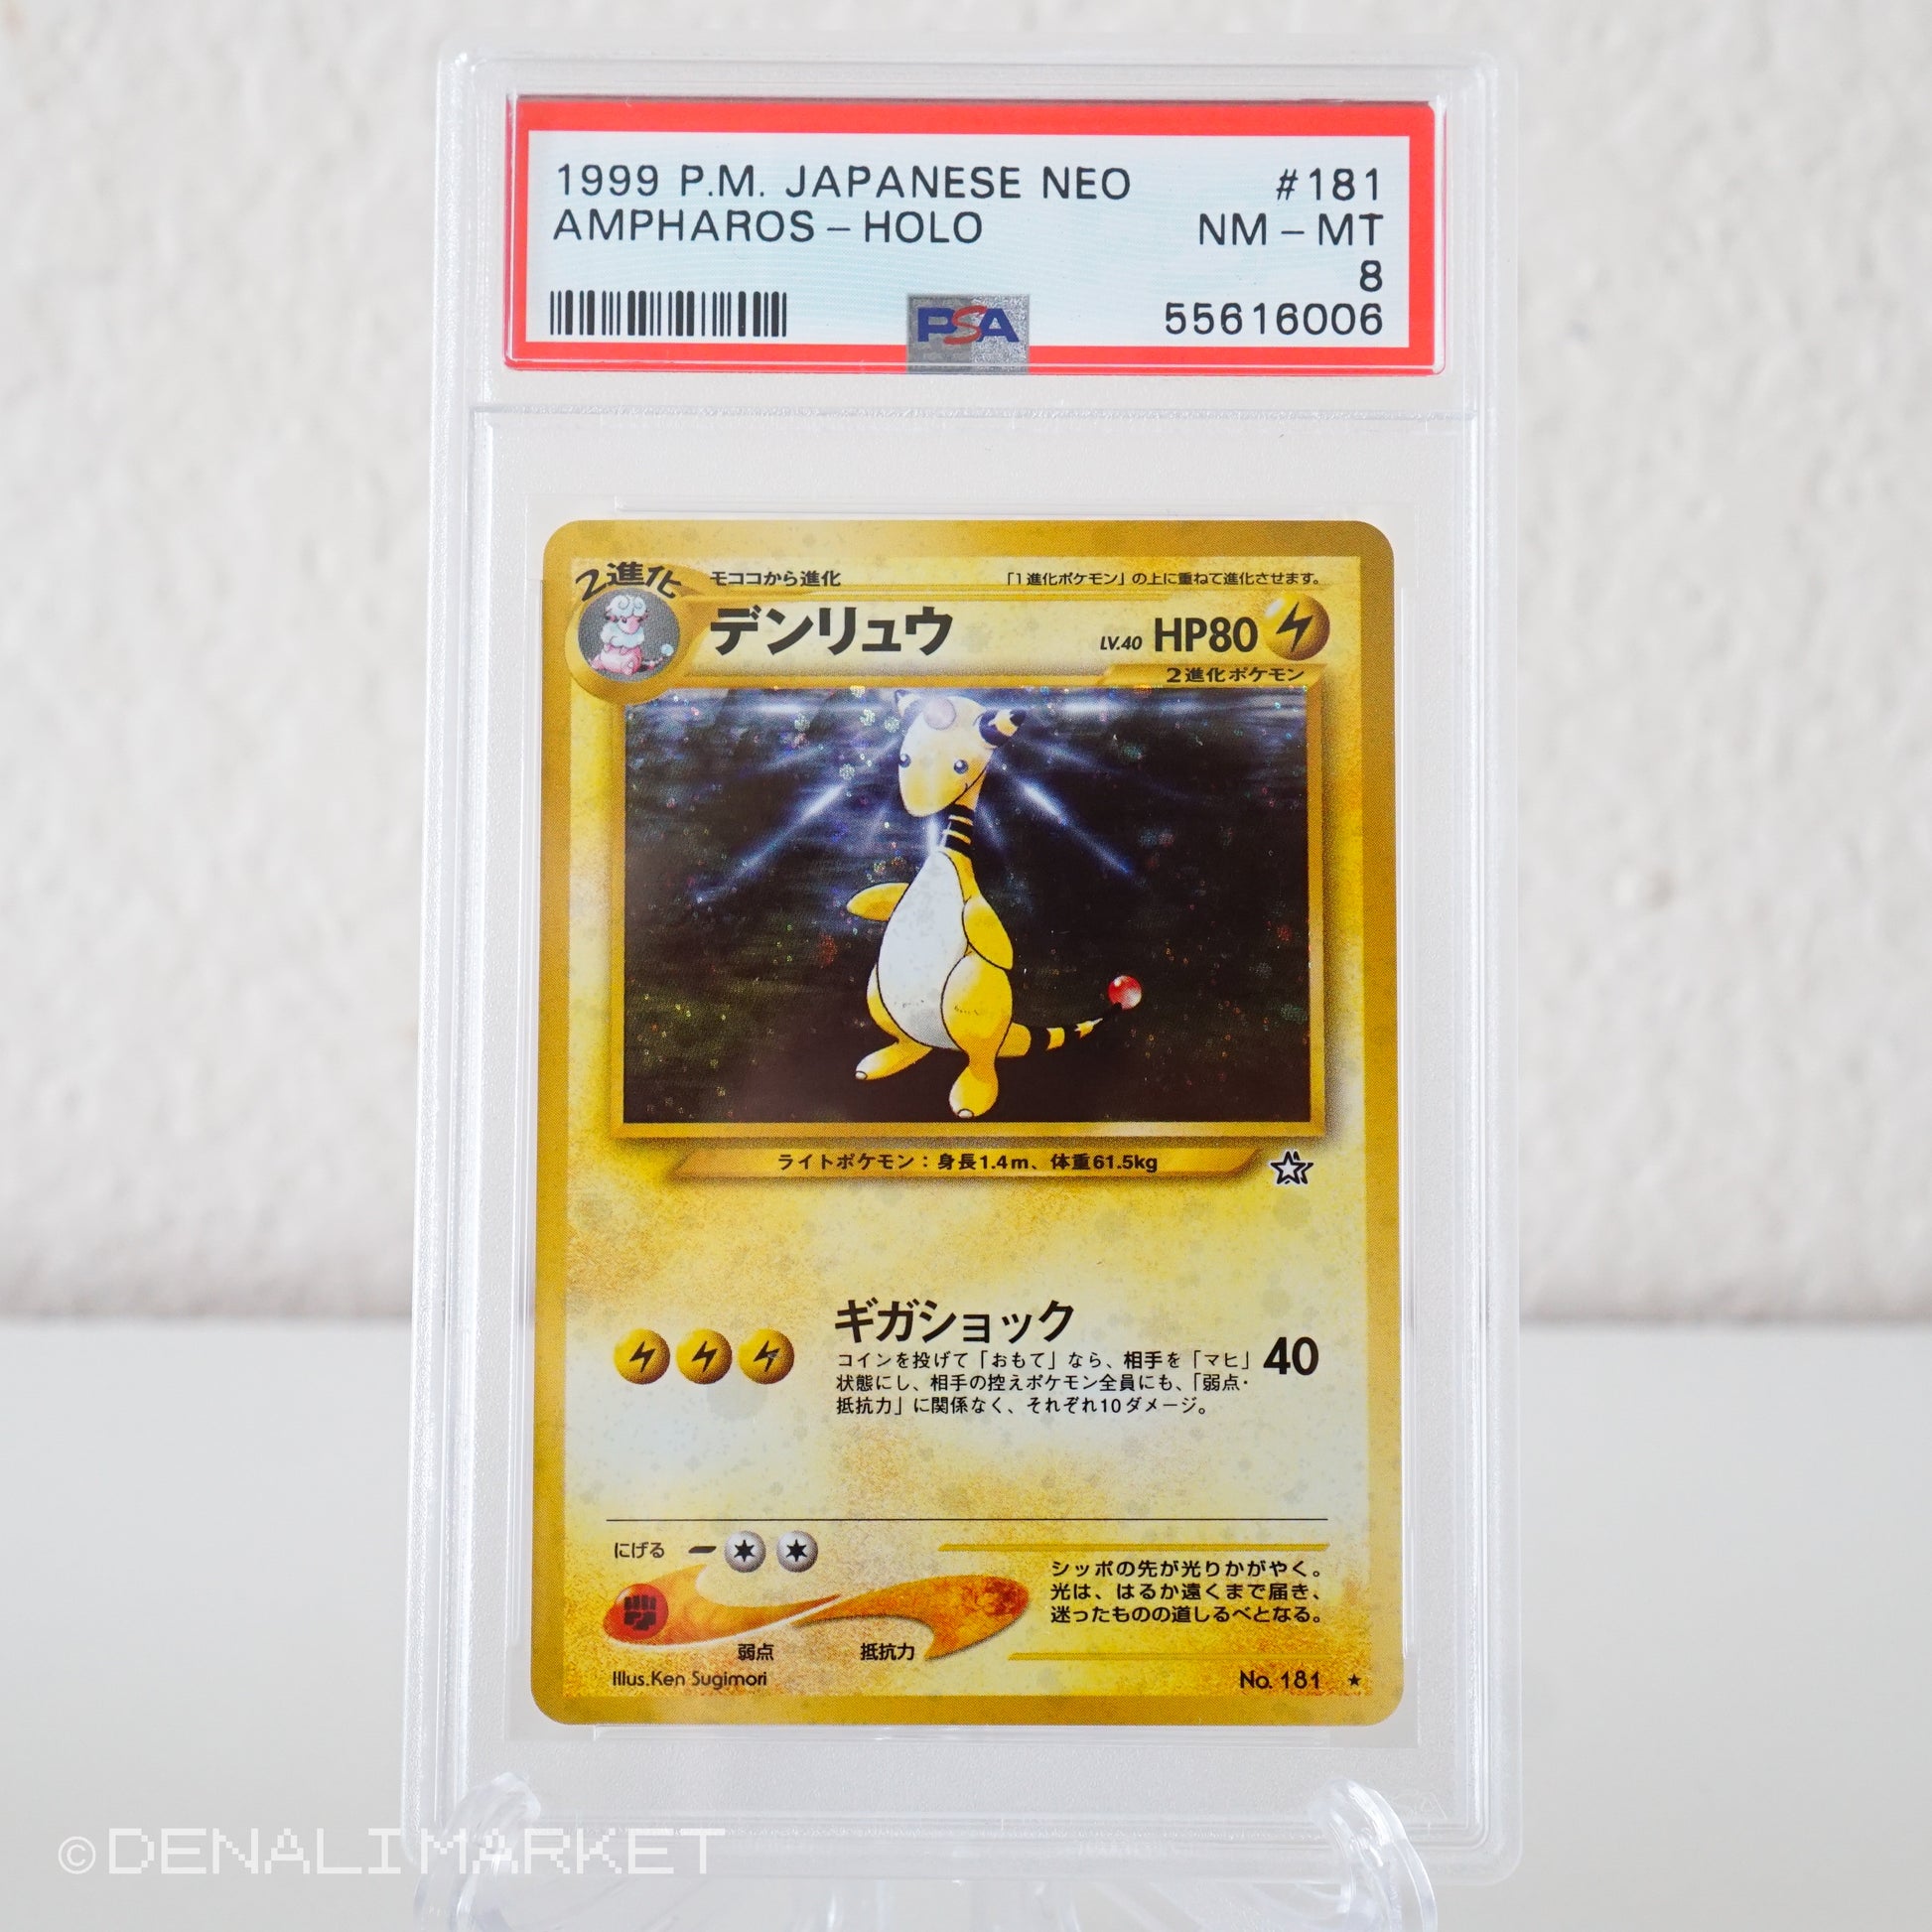 1999 P.M. JAPANESE NEO #181
AMPHAROS - HOLO NM - MT
8
PSA 55616006
2進化 モココから進化 「1進化ポケモン」の上に重ねて進化させます。
デンリュウ LV.40 HP80
2進化ポケモン
ライトポケモン：身長1.4m、体重61.5kg
ギガショック
コインを投げて「おもて」なら、相手を「マヒ」 40
状態にし、相手の控えポケモン全員にも、「弱点・
抵抗力」に関係なく、それぞれ10ダメージ。
にげる
シッポの先が光りかがやく。
光は、はるか遠くまで届き、
迷ったものの道しるべとなる。
弱点 抵抗力
Illus.Ken Sugimori No. 181 ★
©DENALIMARKET